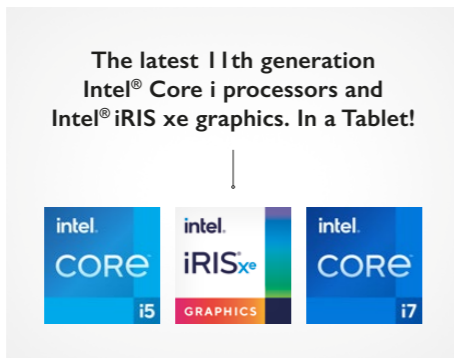 The latest 11th generation
Intel® Core i processors and
Intel® iRIS xe graphics. In a Tablet!
intel.
CORE
i5
intel.
iRIS® xe
GRAPHICS
intel.
CORE
i7